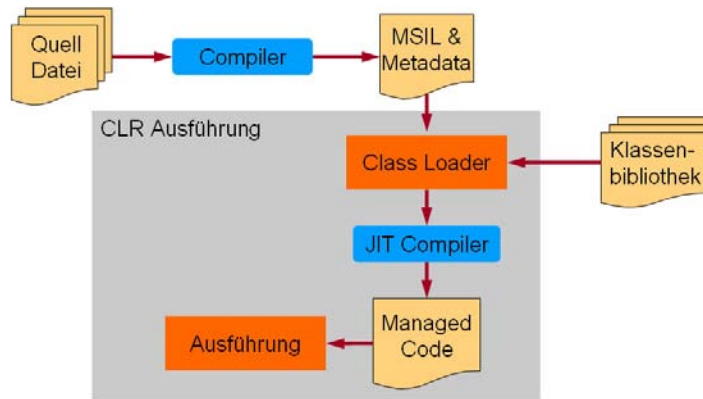 Quell
Datei
Compiler
MSIL &
Metadata
CLR Ausführung
Class Loader
Klassen-
bibliothek
JIT Compiler
Managed
Code
Ausführung